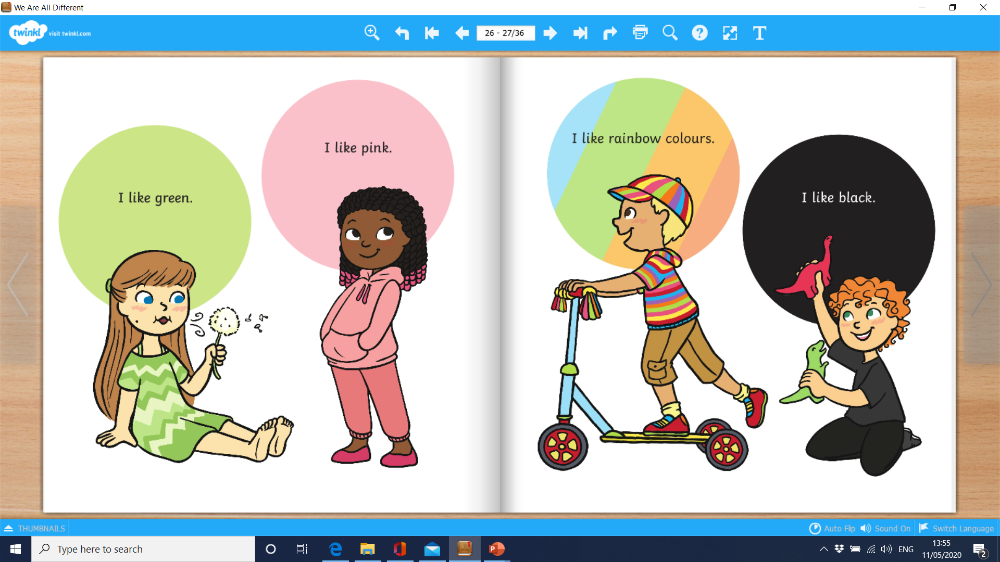 We Are All Different
twinkl visit twinkl.com
26 - 27/36
T
I like green.
I like pink.
I like rainbow colours.
I like black.
THUMBNAILS
Auto Flip Sound On Switch Language
Type here to search
ENG
13:55
11/05/2020
2